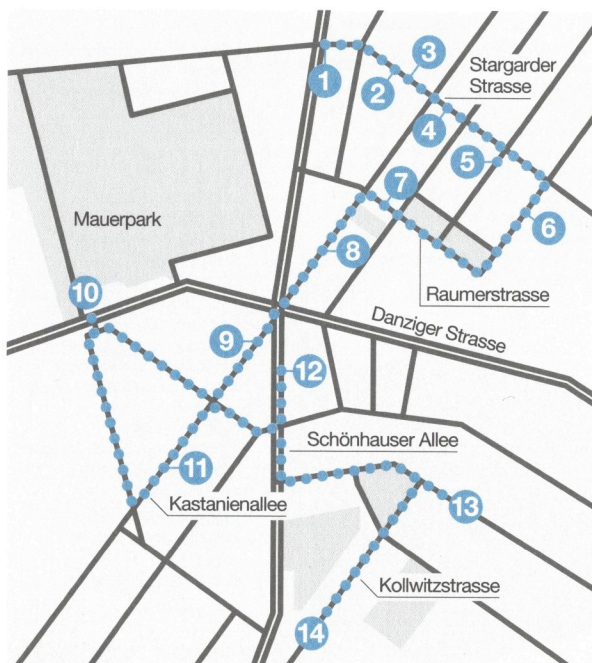 1
2
3
Stargarder
Strasse
4
5
6
7
8
Mauerpark
Raumerstrasse
10
9
Danziger Strasse
12
Schönhauser Allee
11
Kastanienallee
13
Kollwitzstrasse
14